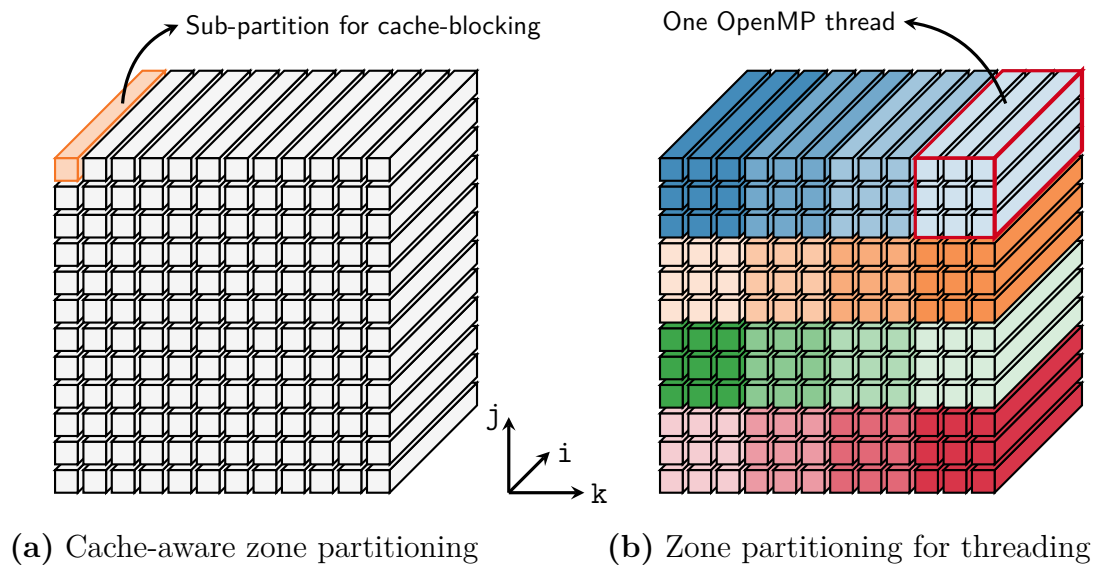 Sub-partition for cache-blocking
One OpenMP thread
j
i
k
(a) Cache-aware zone partitioning
(b) Zone partitioning for threading